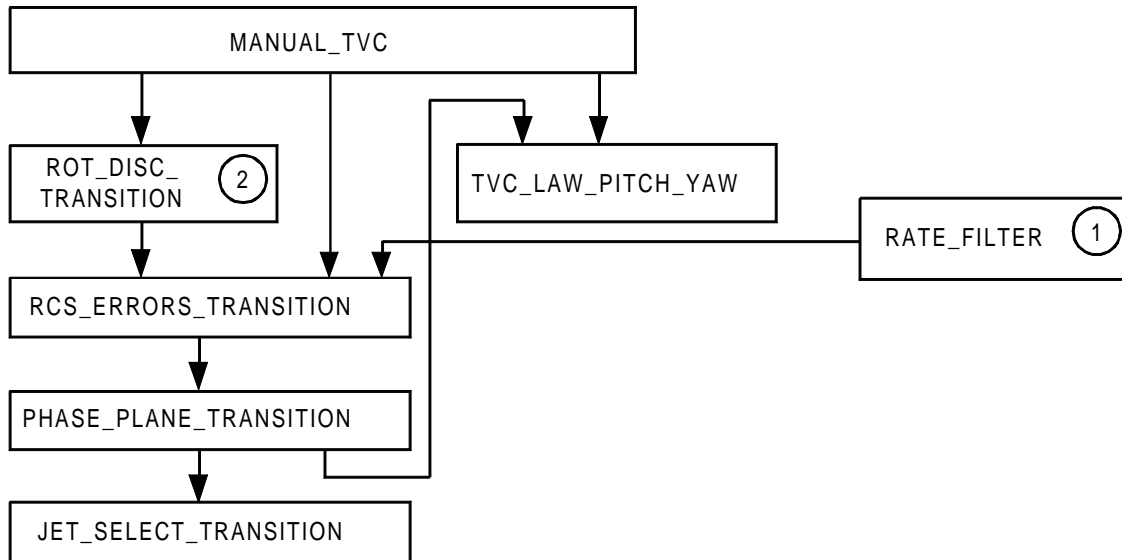 MANUAL_TVC
ROT_DISC_
TRANSITION
2
TVC_LAW_PITCH_YAW
RATE_FILTER
1
RCS_ERRORS_TRANSITION
PHASE_PLANE_TRANSITION
JET_SELECT_TRANSITION